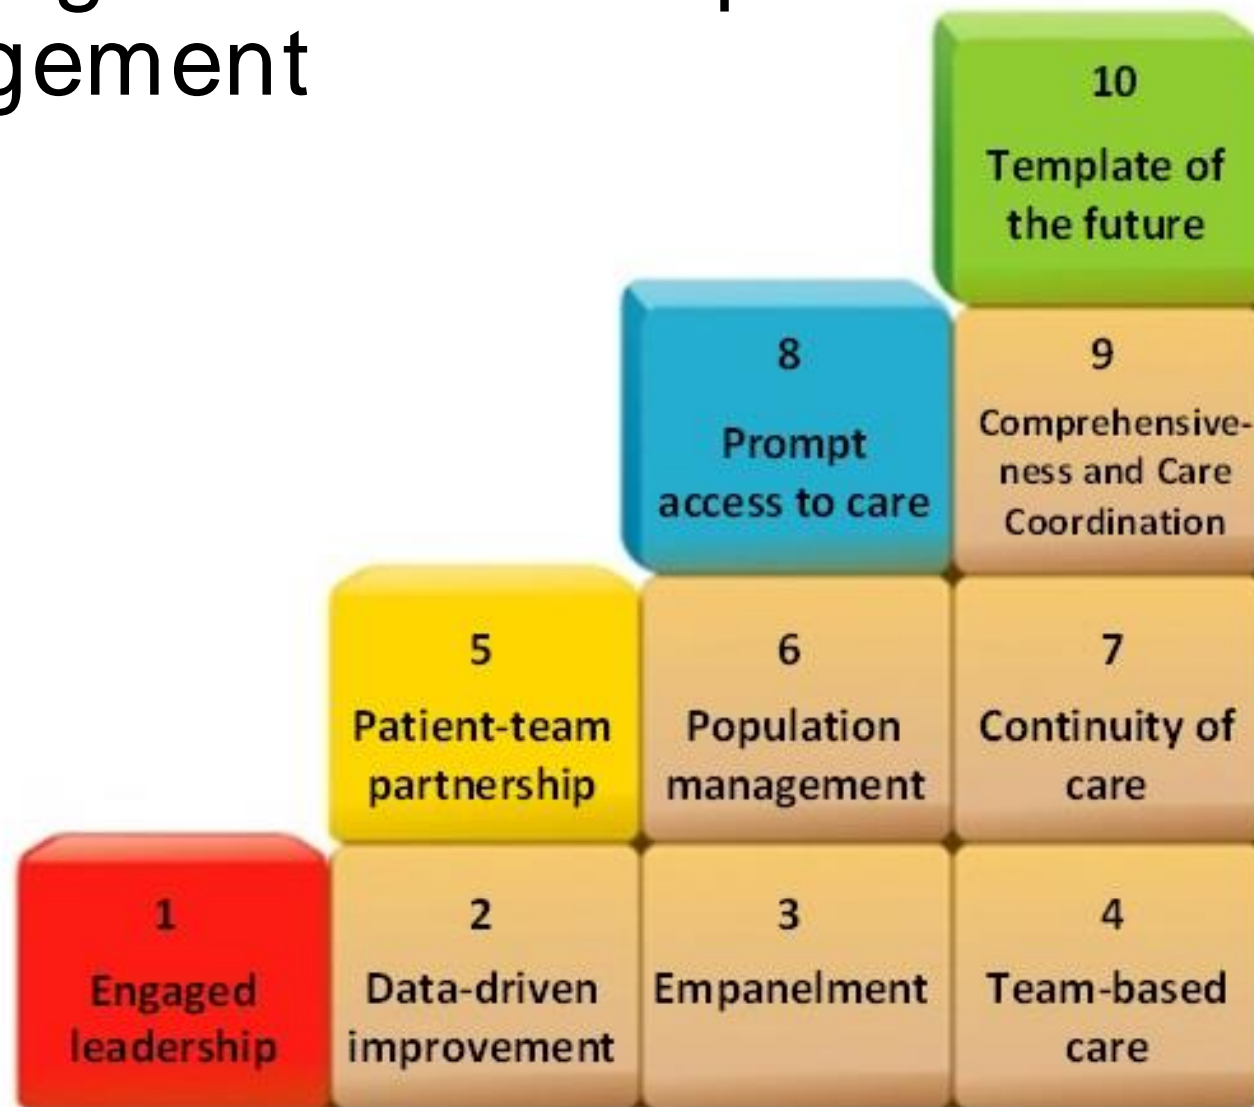 gement
10
Template of
the future
8
Prompt
access to care
9
Comprehensive-
ness and Care
Coordination
5
Patient-team
partnership
6
Population
management
7
Continuity of
care
1
Engaged
leadership
2
Data-driven
improvement
3
Empanelment
4
Team-based
care